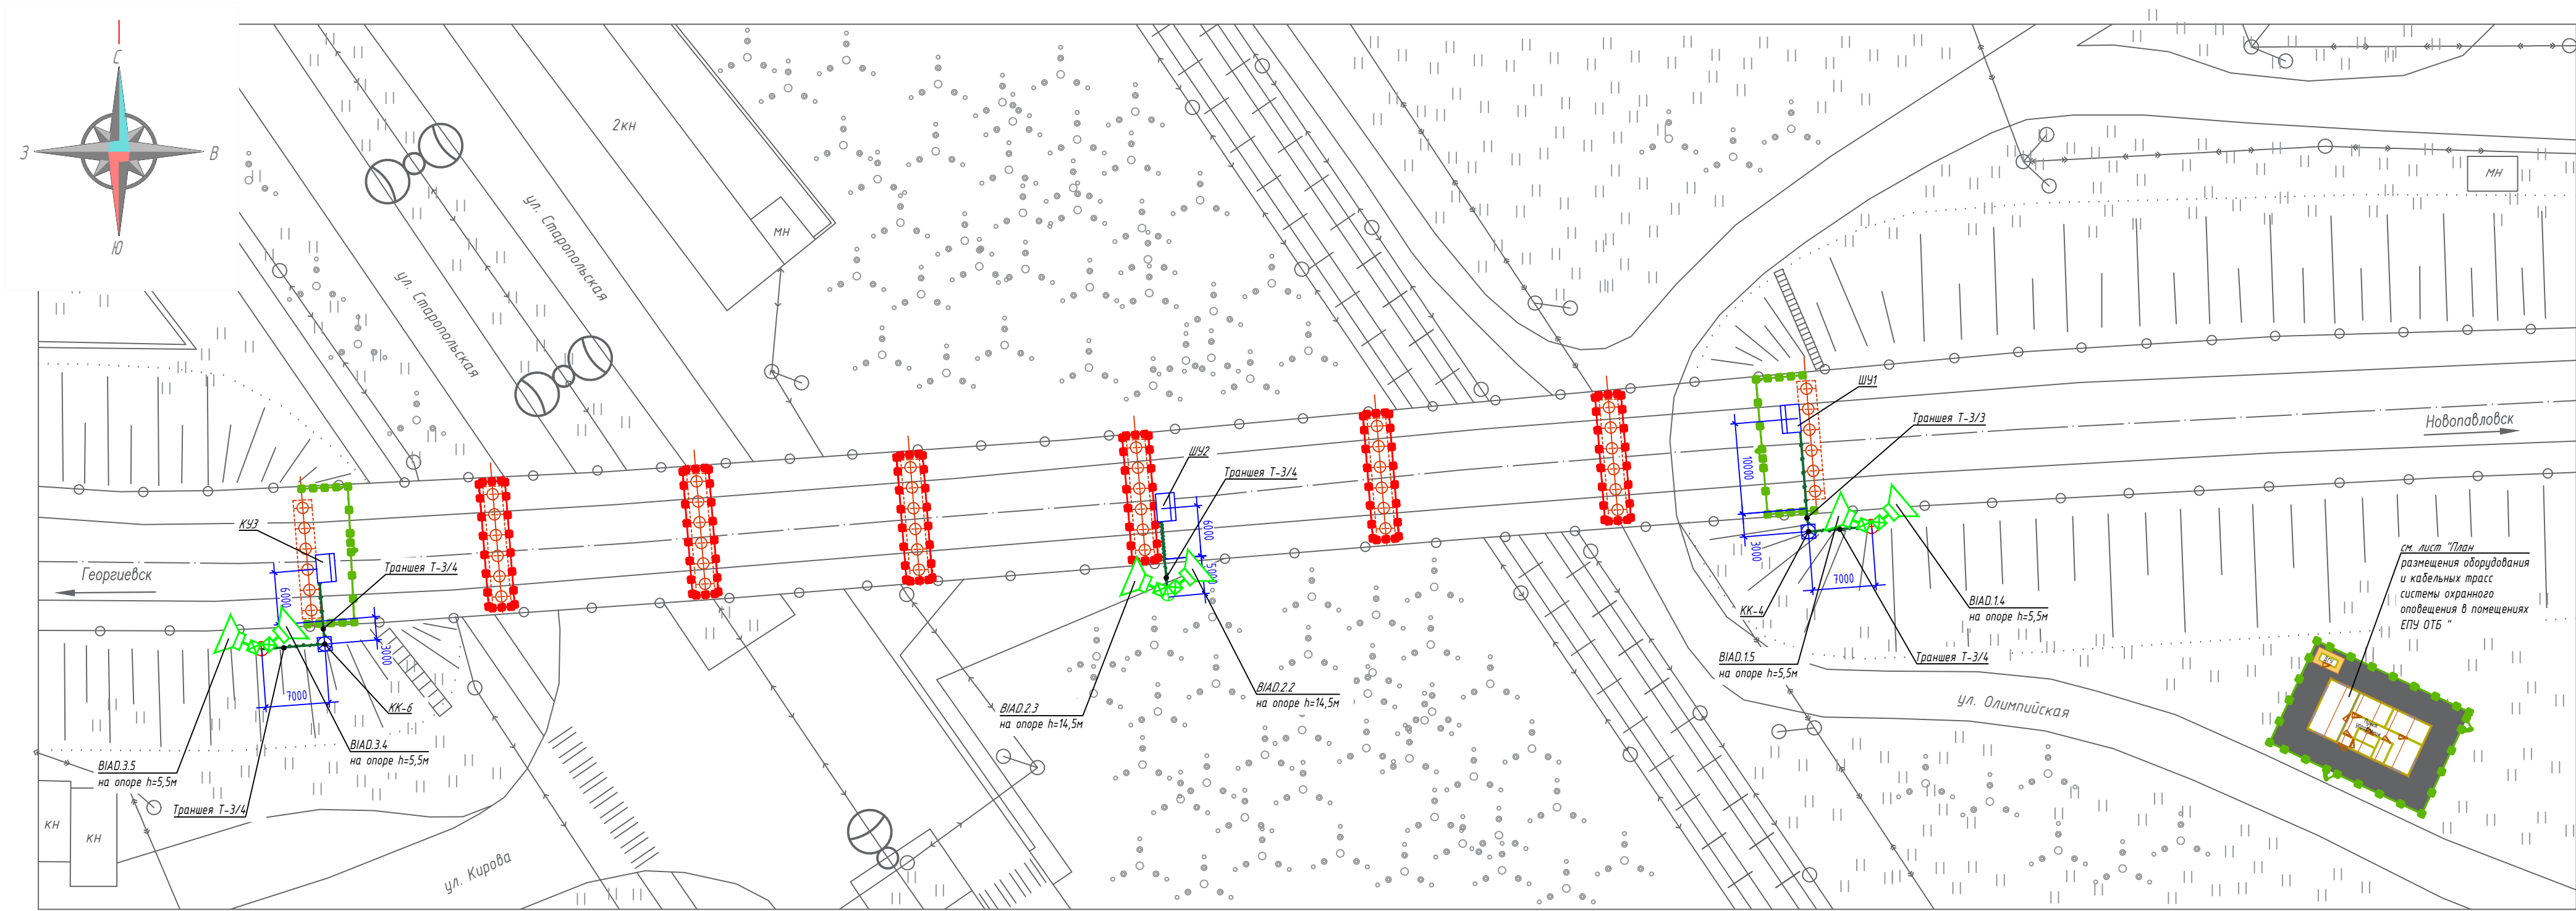 С
З
В
Ю
2кн
мн
ул. Старопольская
ул. Старопольская
мн
ШУ1
Траншея Т-3/3
Новопавловск
10000
3000
7000
КК-4
BIAD.1.4
на опоре h=5,5м
BIAD.1.5
на опоре h=5,5м
Траншея Т-3/4
ШУ2
Траншея Т-3/4
6000
5000
BIAD.2.3
на опоре h=14,5м
BIAD.2.2
на опоре h=14,5м
КУ3
Траншея Т-3/4
Георгиевск
6000
3000
7000
КК-6
BIAD.3.4
на опоре h=5,5м
BIAD.3.5
на опоре h=5,5м
Траншея Т-3/4
кн
кн
ул. Кирова
ул. Олимпийская
см. лист "План
размещения оборудования
и кабельных трасс
системы охранного
оповещения в помещениях
ЕПУ ОТБ "